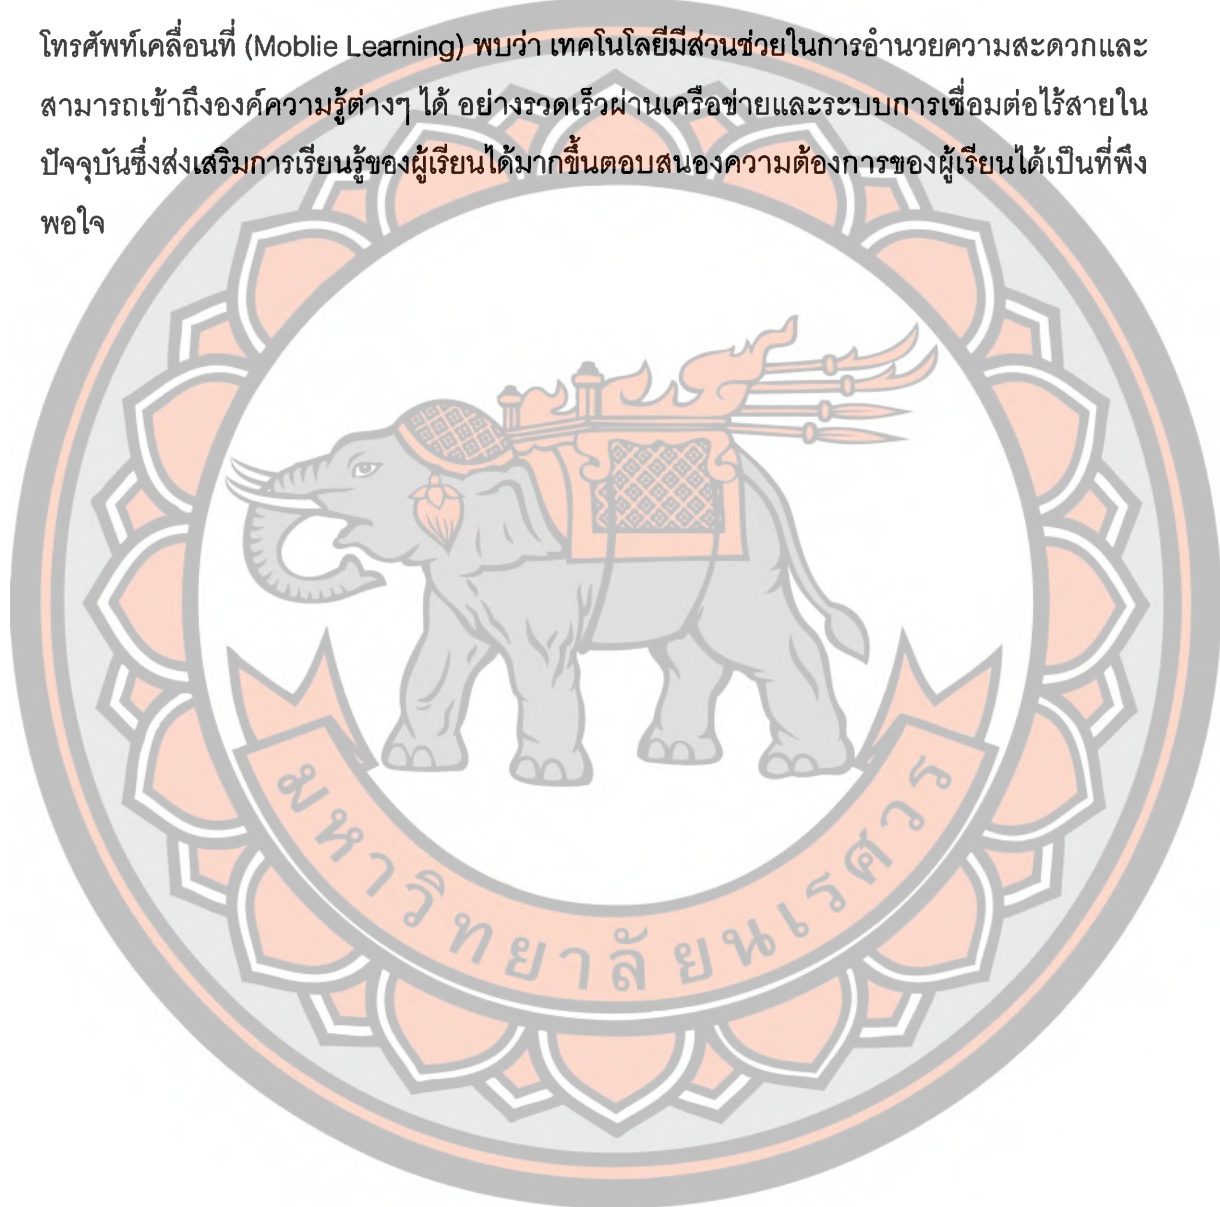 โทรศัพท์เคลื่อนที่ (Moblie Learning) พบว่า เทคโนโลยีมีส่วนช่วยในการอำนวยความสะดวกและ
สามารถเข้าถึงองค์ความรู้ต่างๆ ได้ อย่างรวดเร็วผ่านเครือข่ายและระบบการเชื่อมต่อไร้สายใน
ปัจจุบันซึ่งส่งเสริมการเรียนรู้ของผู้เรียนได้มากขึ้นตอบสนองความต้องการของผู้เรียนได้เป็นที่พึง
พอใจ
มหาวิทยาลัยนเรศวร